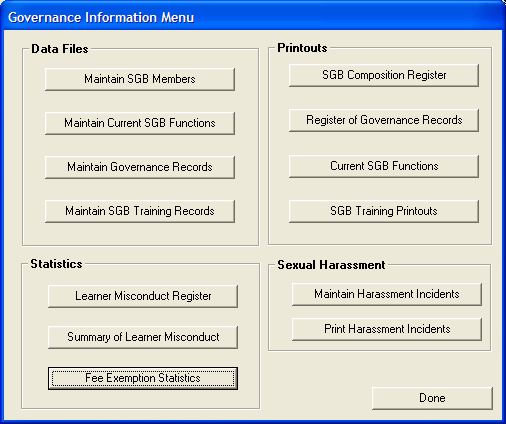 Governance Information Menu
Data Files
Maintain SGB Members
Maintain Current SGB Functions
Maintain Governance Records
Maintain SGB Training Records
Printouts
SGB Composition Register
Register of Governance Records
Current SGB Functions
SGB Training Printouts
Statistics
Learner Misconduct Register
Summary of Learner Misconduct
Fee Exemption Statistics
Sexual Harassment
Maintain Harassment Incidents
Print Harassment Incidents
Done